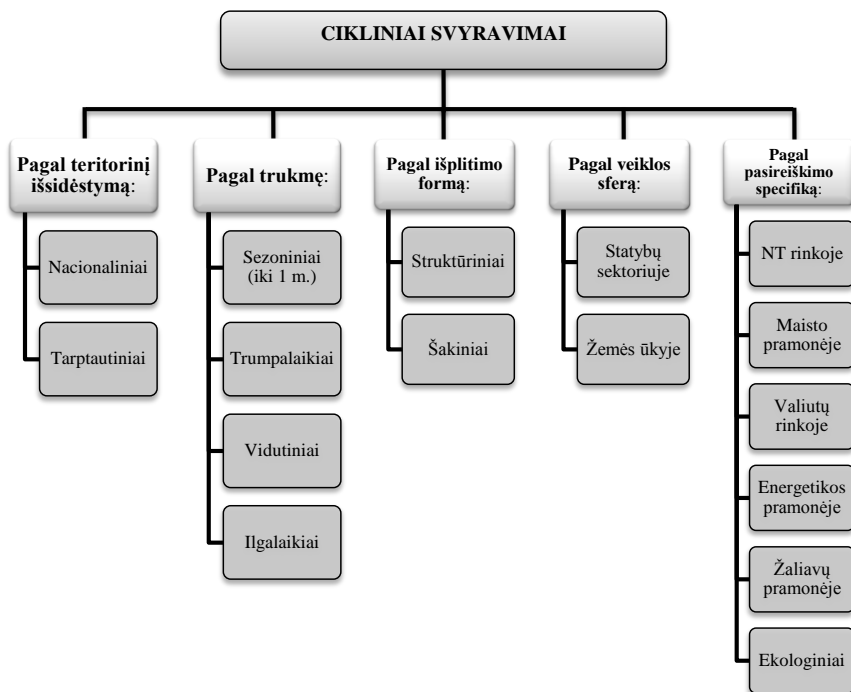 CIKLINIAI SVYRAVIMAI
Pagal teritorinį
išsidėstymą:
Nacionaliniai
Tarptautiniai
Pagal trukmę:
Sezoniniai
(iki 1 m.)
Trumpalaikiai
Vidutiniai
Ilgalaikiai
Pagal išplitimo
formą:
Struktūriniai
Šakiniai
Pagal veiklos
sferą:
Statybų
sektoriuje
Žemės ūkyje
Pagal
pasireiškimo
specifiką:
NT rinkoje
Maisto
pramonėje
Valiutų
rinkoje
Energetikos
pramonėje
Žaliavų
pramonėje
Ekologiniai